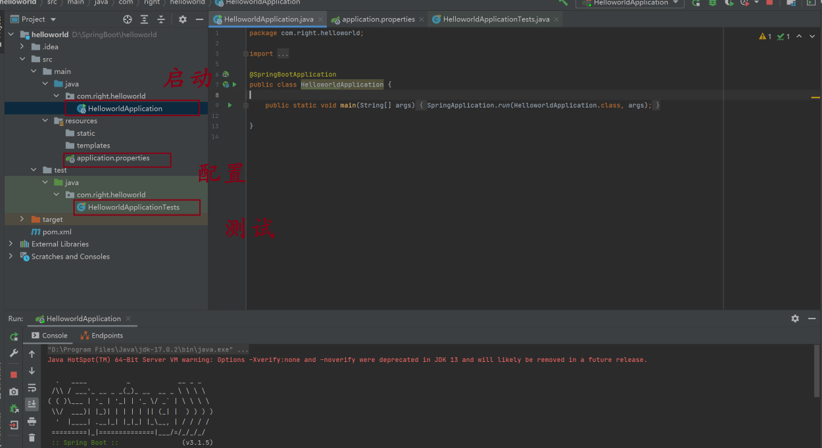 helloworld src main java com right helloworld HelloworldApplication
HelloworldApplication
Project
HelloworldApplication.java
application.properties
HelloworldApplicationTests.java
helloworld D:\SpringBoot\helloworld
.idea
src
main
java
com.right.helloworld
HelloworldApplication
resources
static
templates
application.properties
test
java
com.right.helloworld
HelloworldApplicationTests
target
pom.xml
External Libraries
Scratches and Consoles
启动
配置
测试
1 package com.right.helloworld;
2
3 import ...
5
6 @SpringBootApplication
7 public class HelloworldApplication {
8
9 public static void main(String[] args) { SpringApplication.run(HelloworldApplication.class, args); }
12
13 }
14
1 1
Run: HelloworldApplication
Console Endpoints
"D:\Program Files\Java\jdk-17.0.2\bin\java.exe" ...
Java HotSpot(TM) 64-Bit Server VM warning: Options -Xverify:none and -noverify were deprecated in JDK 13 and will likely be removed in a future release.
:: Spring Boot :: (v3.1.5)